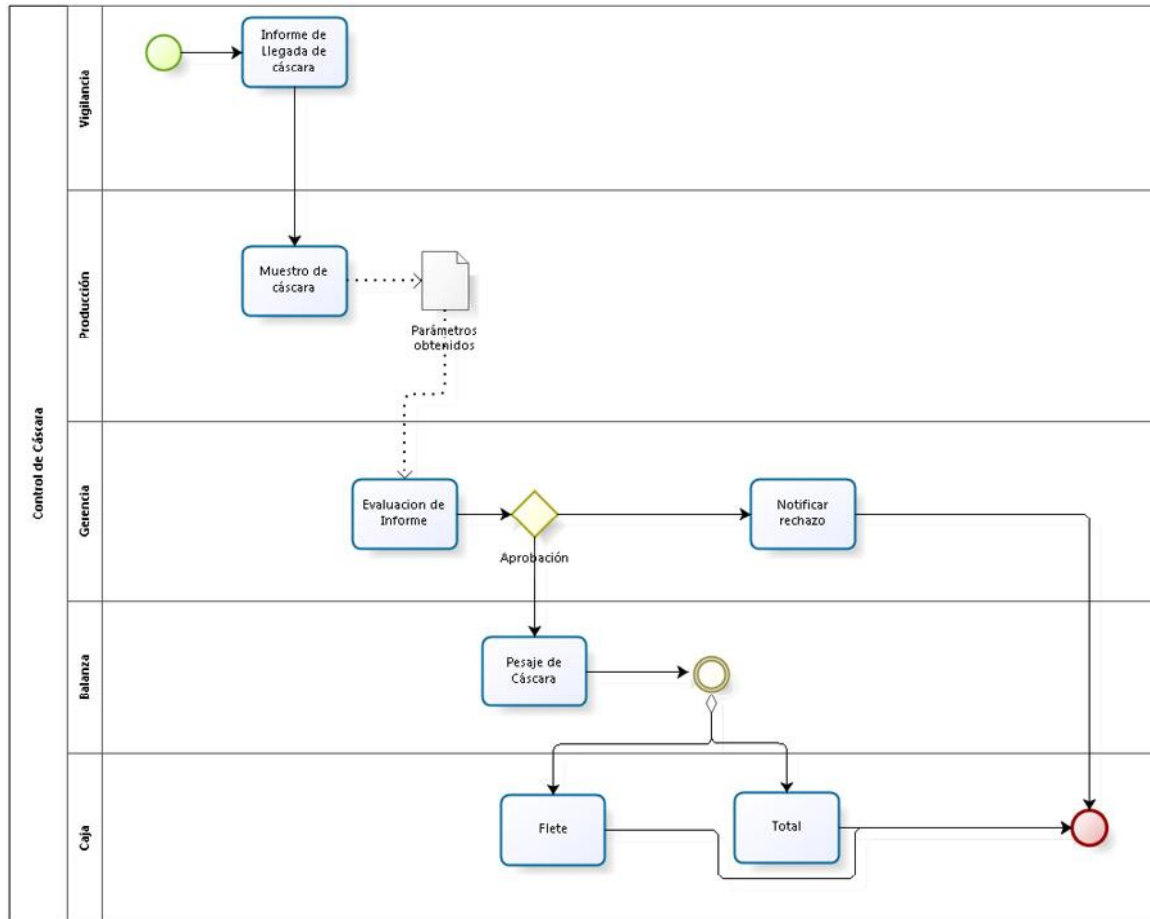 Control de Cáscara
Vigilancia
Informe de
Llegada de
cáscara
Producción
Muestro de
cáscara
Parámetros
obtenidos
Gerencia
Evaluacion de
Informe
Aprobación
Notificar
rechazo
Balanza
Pesaje de
Cáscara
Caja
Flete
Total